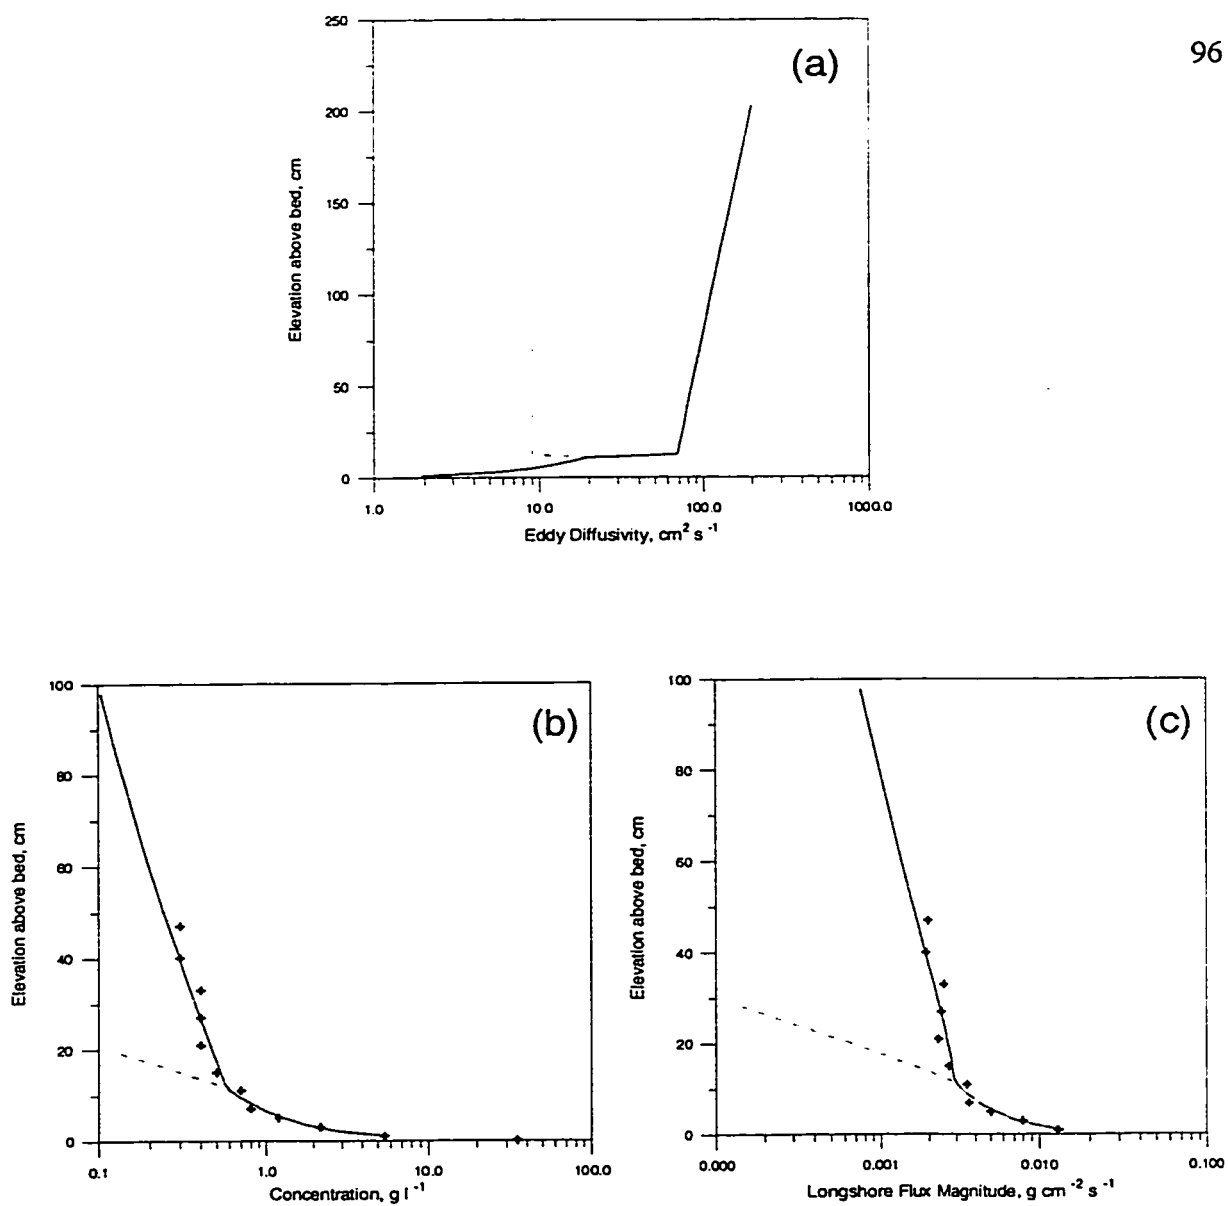 96
250
(a)
200
150
100
50
0
Elevation above bed, cm
1.0 10.0 100.0 1000.0
Eddy Diffusivity, cm² s⁻¹
100
(b)
80
60
40
20
0
Elevation above bed, cm
0.1 1.0 10.0 100.0
Concentration, g l⁻¹
100
(c)
80
60
40
20
0
Elevation above bed, cm
0.000 0.001 0.010 0.100
Longshore Flux Magnitude, g cm⁻² s⁻¹